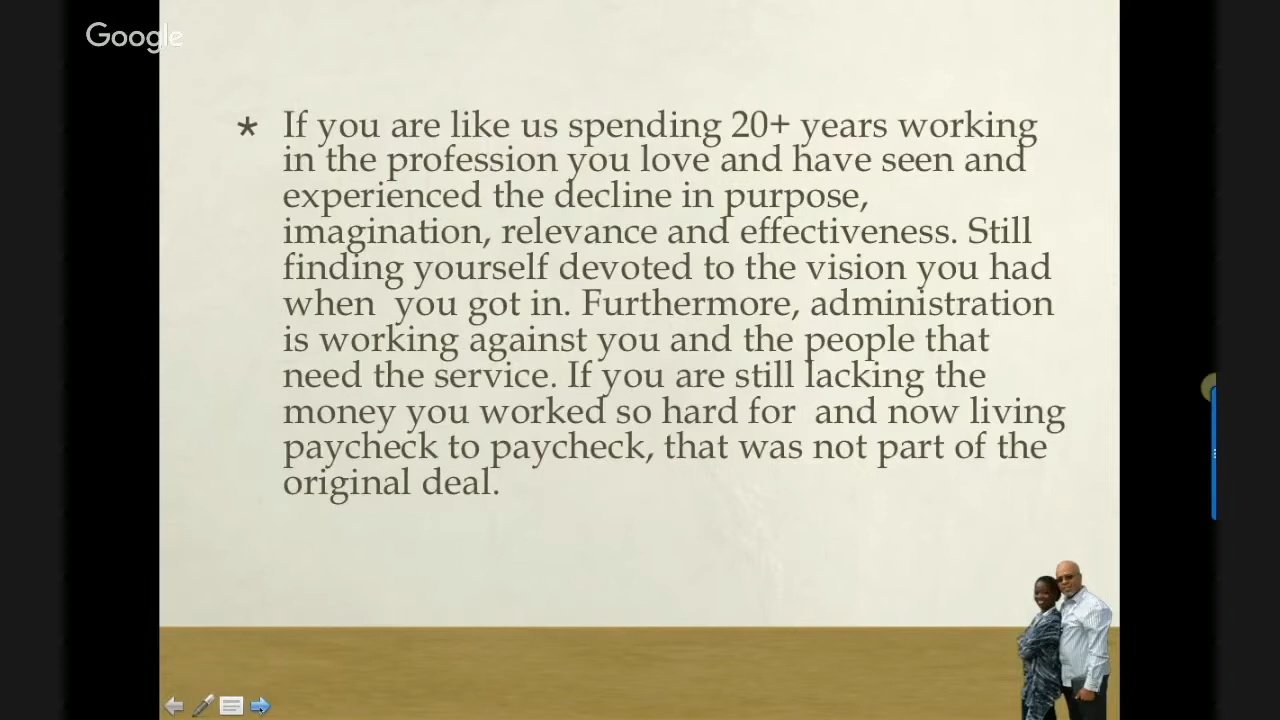 Google
* If you are like us spending 20+ years working
in the profession you love and have seen and
experienced the decline in purpose,
imagination, relevance and effectiveness. Still
finding yourself devoted to the vision you had
when  you got in. Furthermore, administration
is working against you and the people that
need the service. If you are still lacking the
money you worked so hard for  and now living
paycheck to paycheck, that was not part of the
original deal.